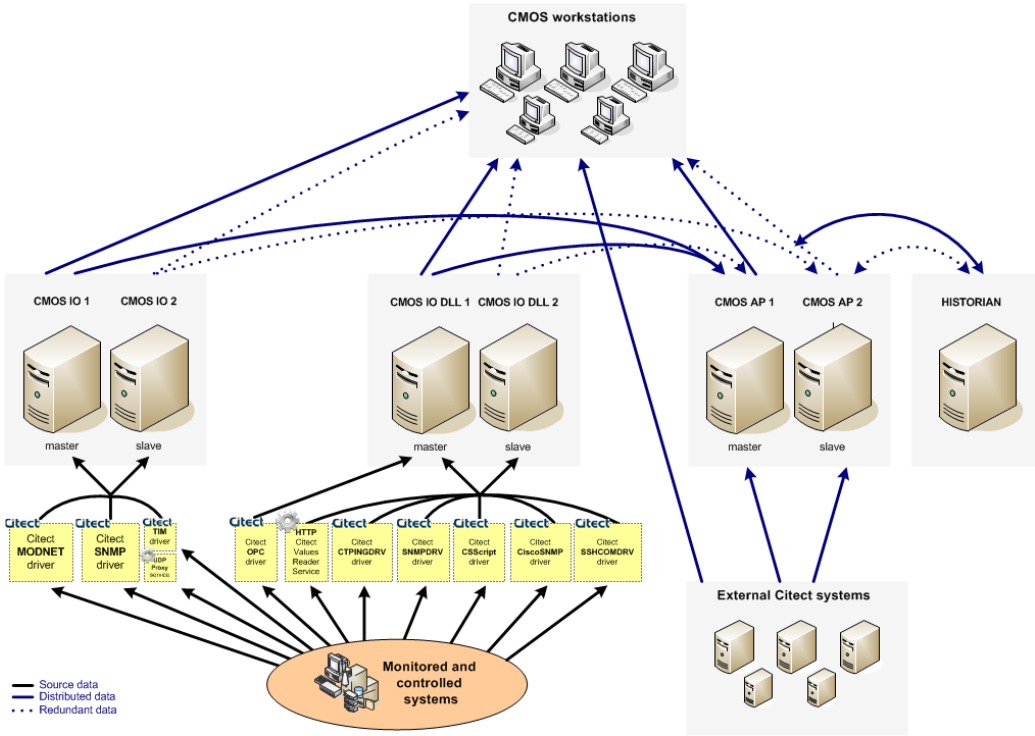 CMOS workstations
CMOS IO 1
CMOS IO 2
master
slave
CMOS IO DLL 1
CMOS IO DLL 2
master
slave
CMOS AP 1
CMOS AP 2
master
slave
HISTORIAN
Citect
Citect
MODNET
driver
Citect
Citect
SNMP
driver
Citect
TIM
driver
UDP
Proxy
service
Citect
Citect
OPC
driver
HTTP
Citect
Values
Reader
Service
Citect
Citect
CTPINGDRV
driver
Citect
Citect
SNMPDRV
driver
Citect
Citect
CSScript
driver
Citect
Citect
CiscoSNMP
driver
Citect
Citect
SSHCOMDRV
driver
External Citect systems
Monitored and
controlled
systems
Source data
Distributed data
Redundant data